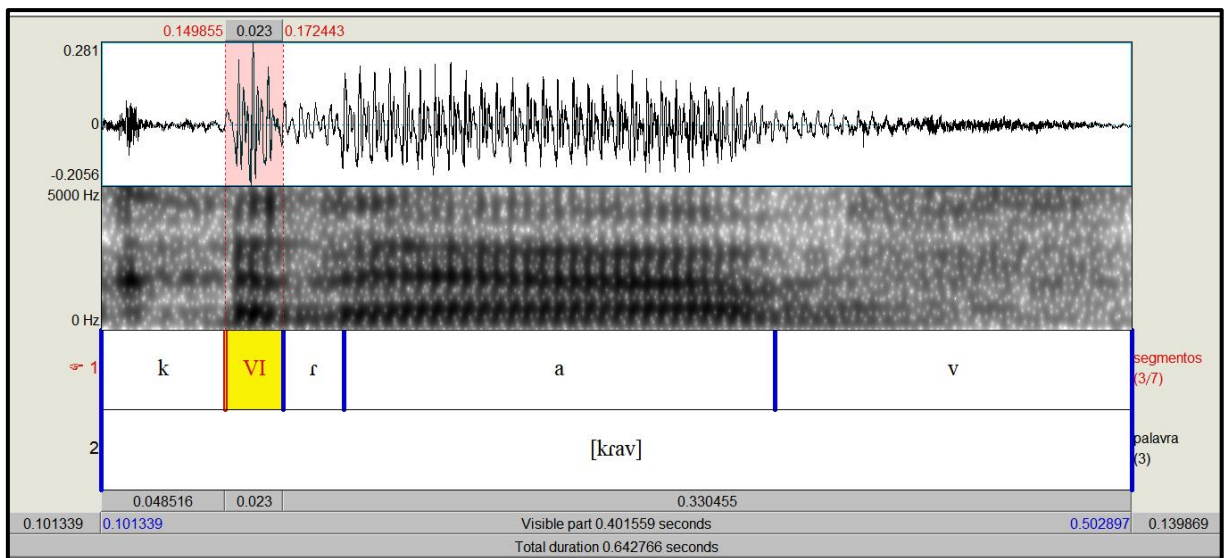 0.149855 0.023 0.172443
0.281
0
-0.2056
5000 Hz
0 Hz
☞ 1 k VI ɾ a v segmentos (3/7)
2 [kɾav] palavra (3)
0.048516 0.023 0.330455
0.101339 0.101339 Visible part 0.401559 seconds 0.502897 0.139869
Total duration 0.642766 seconds